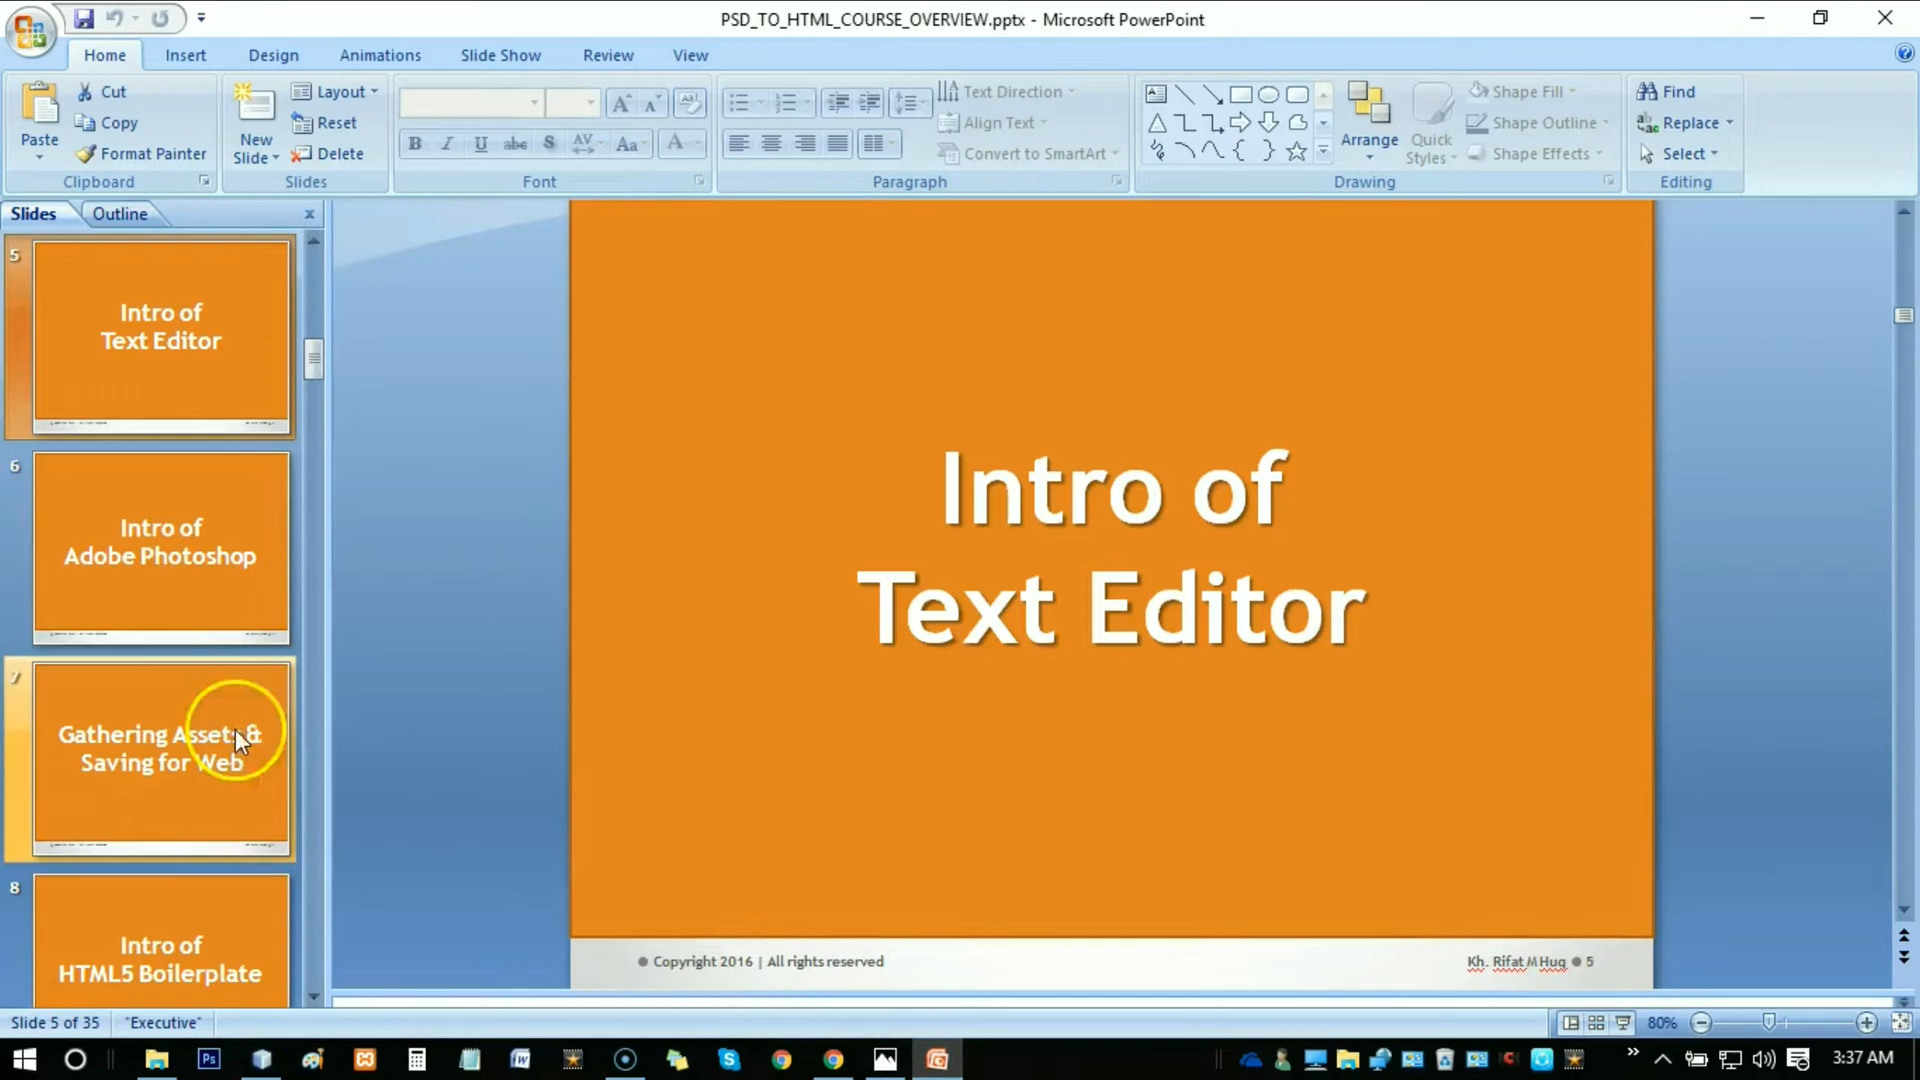 PSD_TO_HTML_COURSE_OVERVIEW.pptx - Microsoft PowerPoint
Home Insert Design Animations Slide Show Review View
Paste
Cut
Copy
Format Painter
Clipboard
New
Slide
Layout
Reset
Delete
Slides
Font
Text Direction
Align Text
Convert to SmartArt
Paragraph
Arrange
Quick
Styles
Shape Fill
Shape Outline
Shape Effects
Drawing
Find
Replace
Select
Editing
Slides Outline
5
Intro of
Text Editor
6
Intro of
Adobe Photoshop
7
Gathering Assets &
Saving for Web
8
Intro of
HTML5 Boilerplate
Intro of
Text Editor
Copyright 2016 | All rights reserved
Kh. Rifat M Huq ● 5
Slide 5 of 35 "Executive" 80%
3:37 AM